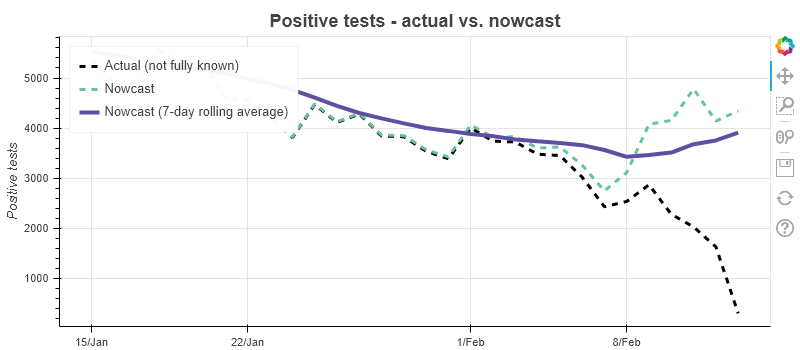 Positive tests - actual vs. nowcast
Actual (not fully known)
Nowcast
Nowcast (7-day rolling average)
Positive tests
5000
4000
3000
2000
1000
15/Jan
22/Jan
1/Feb
8/Feb